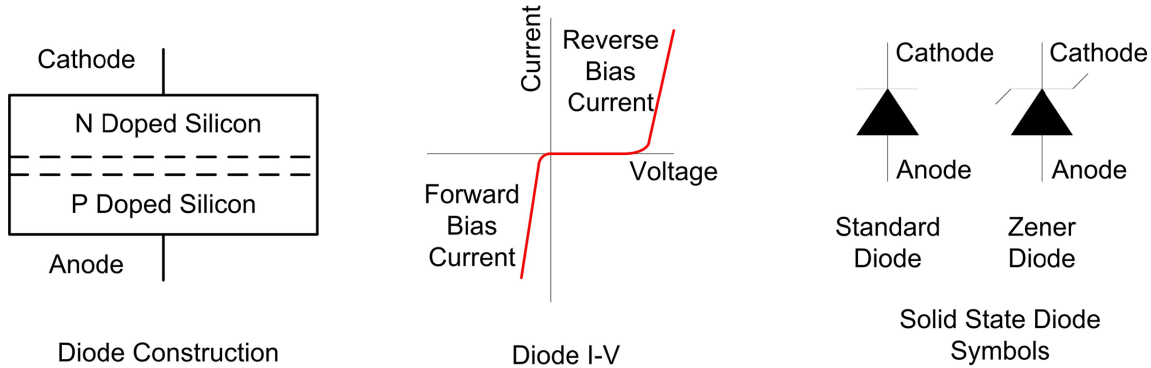 Cathode
N Doped Silicon
P Doped Silicon
Anode
Diode Construction
Current
Reverse
Bias
Current
Voltage
Forward
Bias
Current
Diode I-V
Cathode
Anode
Standard
Diode
Cathode
Anode
Zener
Diode
Solid State Diode
Symbols